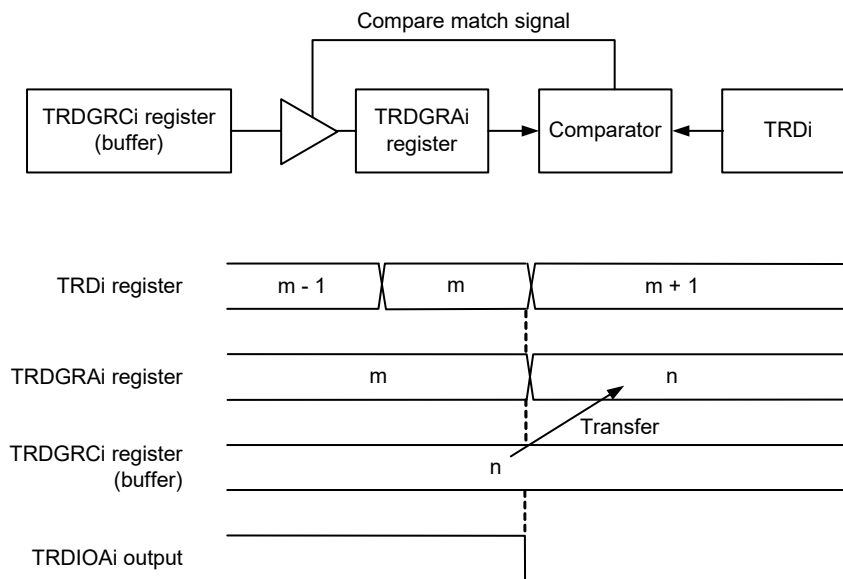 Compare match signal
TRDGRCi register
(buffer)
TRDGRAi
register
Comparator
TRDi
TRDi register
m - 1
m
m + 1
TRDGRAi register
m
n
Transfer
TRDGRCi register
(buffer)
n
TRDIOAi output